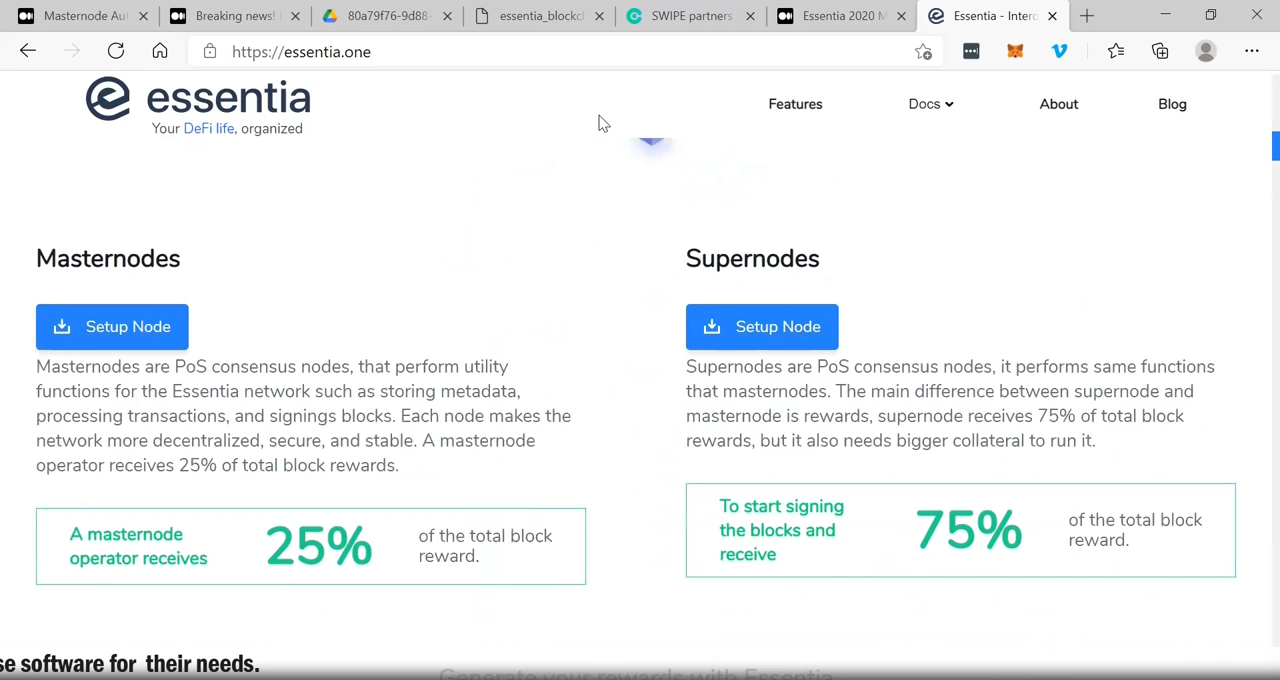 Masternode Aut
Breaking news!
80a79f76-9d88-
essentia_blockc
SWIPE partners
Essentia 2020 M
Essentia - Interc
https://essentia.one
essentia
Your DeFi life, organized
Features
Docs
About
Blog
Masternodes
Setup Node
Masternodes are PoS consensus nodes, that perform utility
functions for the Essentia network such as storing metadata,
processing transactions, and signings blocks. Each node makes the
network more decentralized, secure, and stable. A masternode
operator receives 25% of total block rewards.
A masternode
operator receives
25%
of the total block
reward.
Supernodes
Setup Node
Supernodes are PoS consensus nodes, it performs same functions
that masternodes. The main difference between supernode and
masternode is rewards, supernode receives 75% of total block
rewards, but it also needs bigger collateral to run it.
To start signing
the blocks and
receive
75%
of the total block
reward.
se software for their needs.
Generate your rewards with Essentia